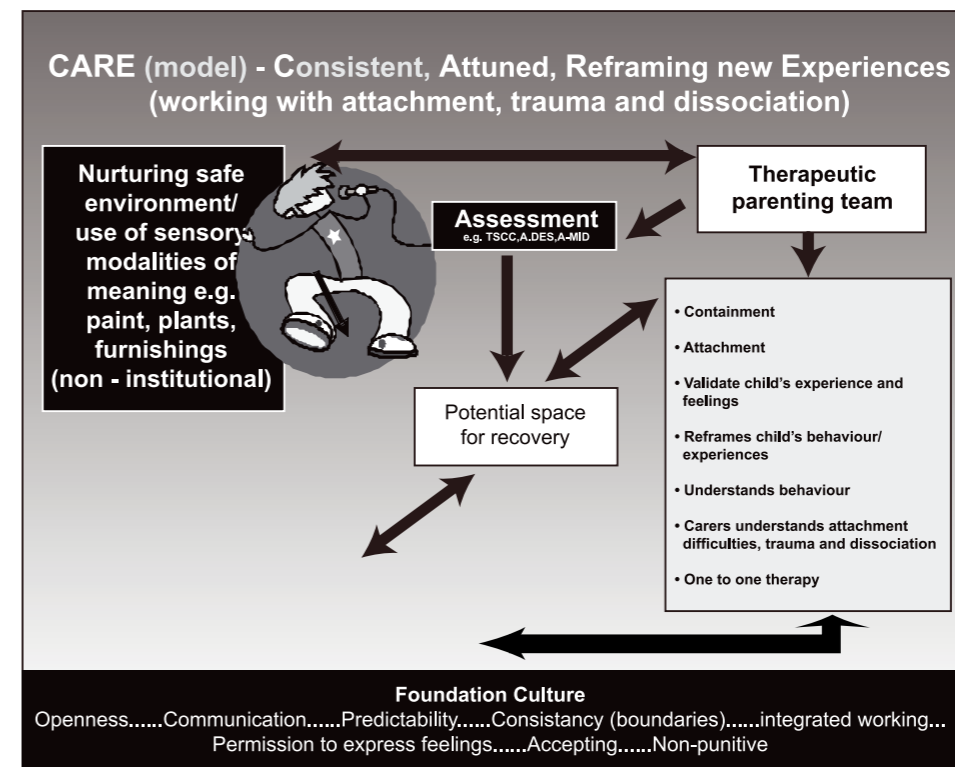 CARE (model) - Consistent, Attuned, Reframing new Experiences
(working with attachment, trauma and dissociation)
Nurturing safe
environment/
use of sensory
modalities of
meaning e.g.
paint, plants,
furnishings
(non - institutional)
Assessment
e.g. TSCC,A.DES,A-MID
Therapeutic
parenting team
Potential space
for recovery
• Containment
• Attachment
• Validate child's experience and
feelings
• Reframes child's behaviour/
experiences
• Understands behaviour
• Carers understands attachment
difficulties, trauma and dissociation
• One to one therapy
Foundation Culture
Openness......Communication......Predictability......Consistancy (boundaries)......integrated working...
Permission to express feelings......Accepting......Non-punitive